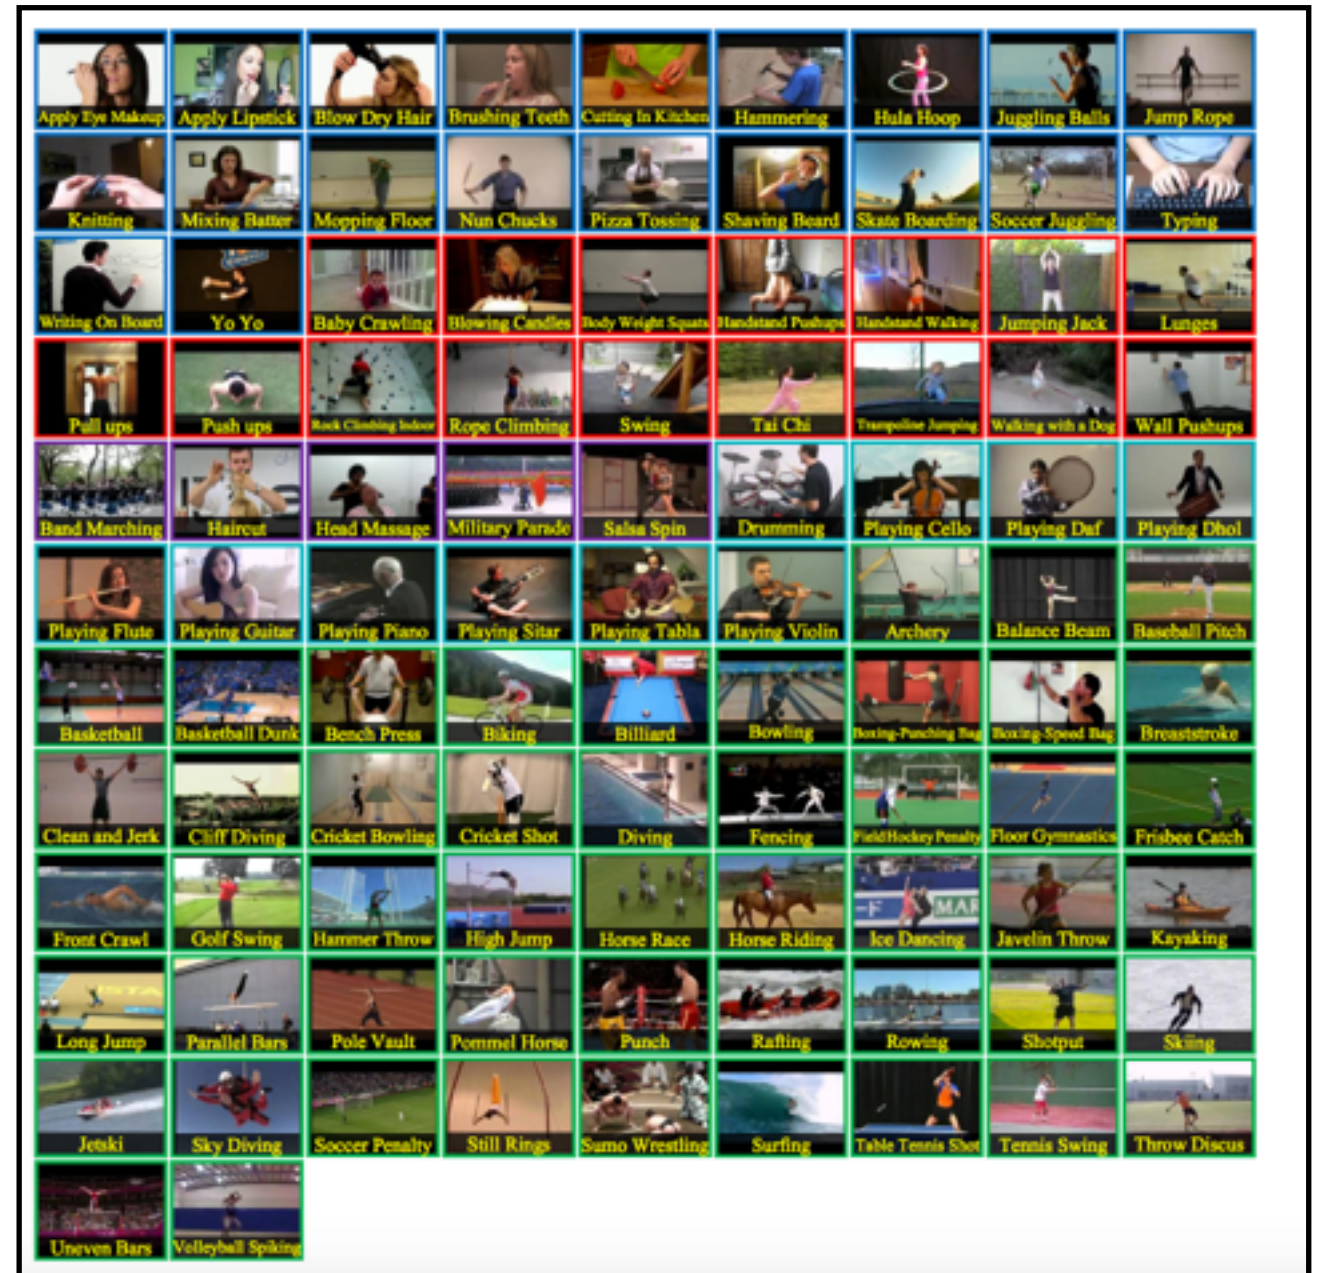 Apply Eye Makeup
Apply Lipstick
Blow Dry Hair
Brushing Teeth
Cutting In Kitchen
Hammering
Hula Hoop
Juggling Balls
Jump Rope
Knitting
Mixing Batter
Mopping Floor
Nun Chucks
Pizza Tossing
Shaving Beard
Skate Boarding
Soccer Juggling
Typing
Writing On Board
Yo Yo
Baby Crawling
Blowing Candles
Body Weight Squats
Handstand Pushups
Handstand Walking
Jumping Jack
Lunges
Pull ups
Push ups
Rock Climbing Indoor
Rope Climbing
Swing
Tai Chi
Trampoline Jumping
Walking with a Dog
Wall Pushups
Band Marching
Haircut
Head Massage
Military Parade
Salsa Spin
Drumming
Playing Cello
Playing Daf
Playing Dhol
Playing Flute
Playing Guitar
Playing Piano
Playing Sitar
Playing Tabla
Playing Violin
Archery
Balance Beam
Baseball Pitch
Basketball
Basketball Dunk
Bench Press
Biking
Billiard
Bowling
Boxing-Punching Bag
Boxing-Speed Bag
Breaststroke
Clean and Jerk
Cliff Diving
Cricket Bowling
Cricket Shot
Diving
Fencing
Field Hockey Penalty
Floor Gymnastics
Frisbee Catch
Front Crawl
Golf Swing
Hammer Throw
High Jump
Horse Race
Horse Riding
-F MAR
Ice Dancing
Javelin Throw
Kayaking
ISTA
Long Jump
Parallel Bars
Pole Vault
Pommel Horse
Punch
Rafting
Rowing
Shotput
Skiing
Jetski
Sky Diving
Soccer Penalty
Still Rings
Sumo Wrestling
Surfing
Table Tennis Shot
Tennis Swing
Throw Discus
Uneven Bars
Volleyball Spiking